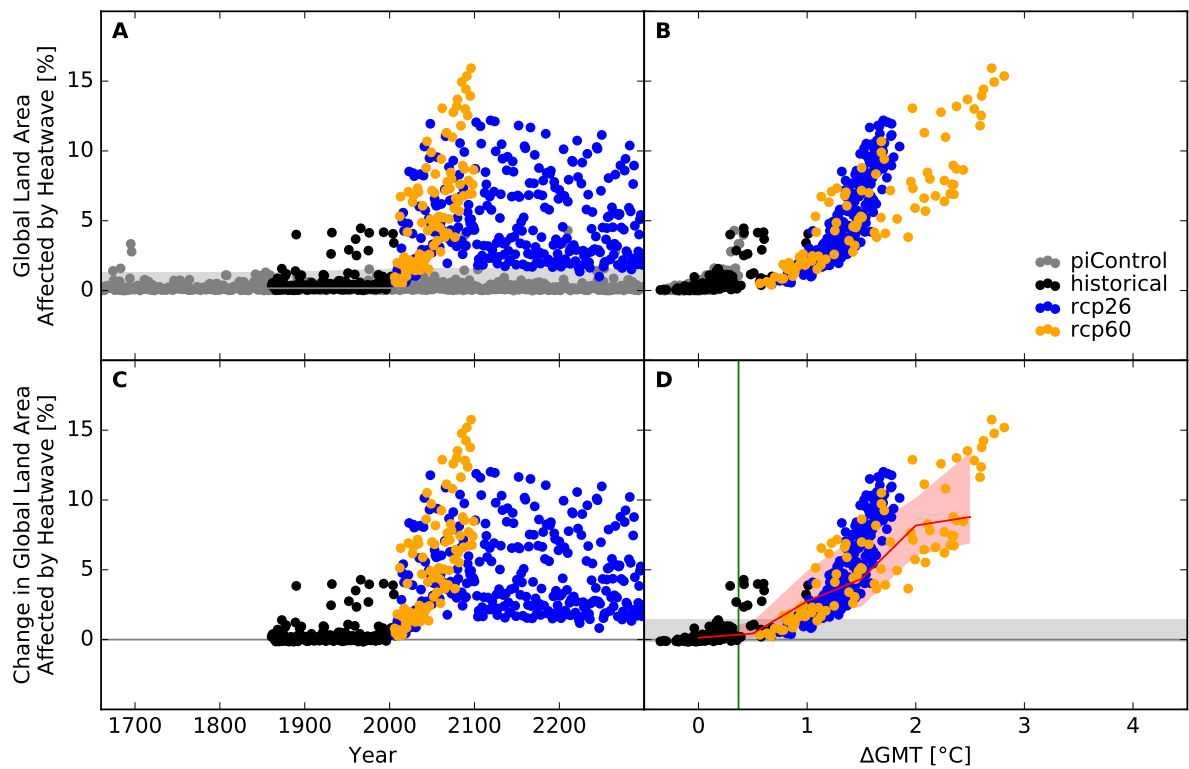 A
B
Global Land Area
Affected by Heatwave [%]
15
10
5
0
piControl
historical
rcp26
rcp60
C
D
Change in Global Land Area
Affected by Heatwave [%]
15
10
5
0
1700 1800 1900 2000 2100 2200
0 1 2 3 4
Year
ΔGMT [°C]